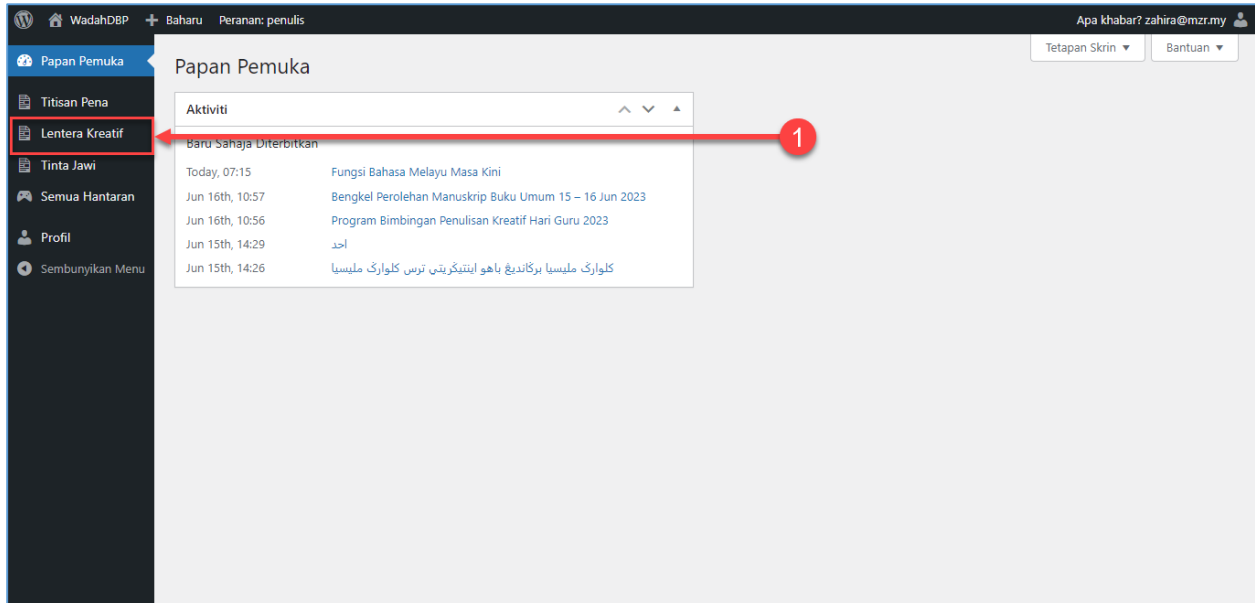 WadahDBP + Baharu Peranan: penulis Apa khabar? zahira@mzr.my
Tetapan Skrin ▼ Bantuan ▼
Papan Pemuka
Titisan Pena
Lentera Kreatif
Tinta Jawi
Semua Hantaran
Profil
Sembunyikan Menu
Papan Pemuka
Aktiviti
1
Baru Sahaja Diterbitkan
Today, 07:15 Fungsi Bahasa Melayu Masa Kini
Jun 16th, 10:57 Bengkel Perolehan Manuskrip Buku Umum 15 – 16 Jun 2023
Jun 16th, 10:56 Program Bimbingan Penulisan Kreatif Hari Guru 2023
Jun 15th, 14:29 احد
Jun 15th, 14:26 كلوارݢ مليسيا برݢانديڠ باهو اينتيݢريتي ترس كلوارݢ مليسيا